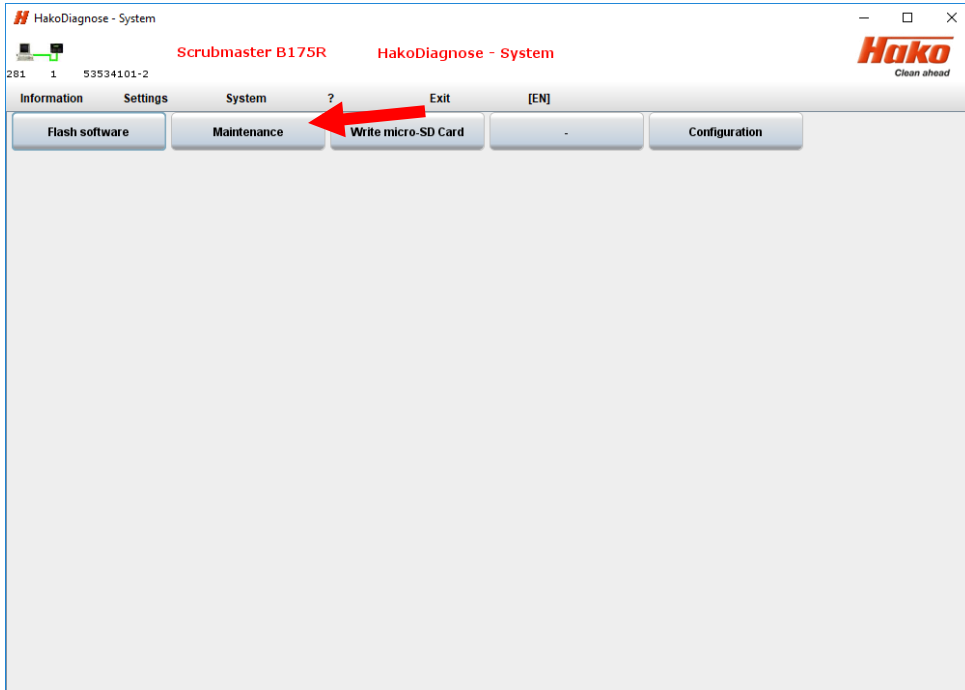 HakoDiagnose - System
Scrubmaster B175R HakoDiagnose - System
Hako
Clean ahead
281 1 53534101-2
Information Settings System ? Exit [EN]
Flash software Maintenance Write micro-SD Card - Configuration